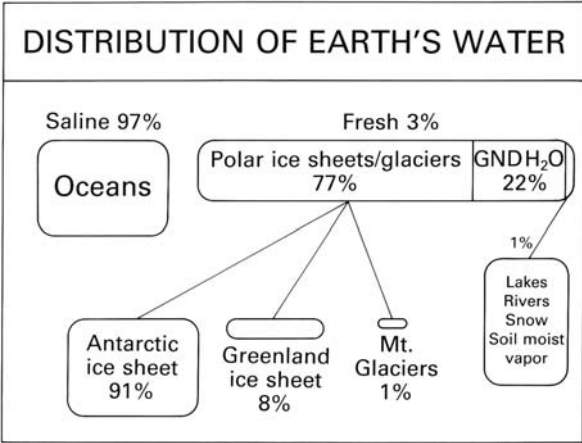 DISTRIBUTION OF EARTH'S WATER
Saline 97%
Fresh 3%
Oceans
Polar ice sheets/glaciers
77%
GNDH₂O
22%
1%
Lakes
Rivers
Snow
Soil moist
vapor
Antarctic
ice sheet
91%
Greenland
ice sheet
8%
Mt.
Glaciers
1%